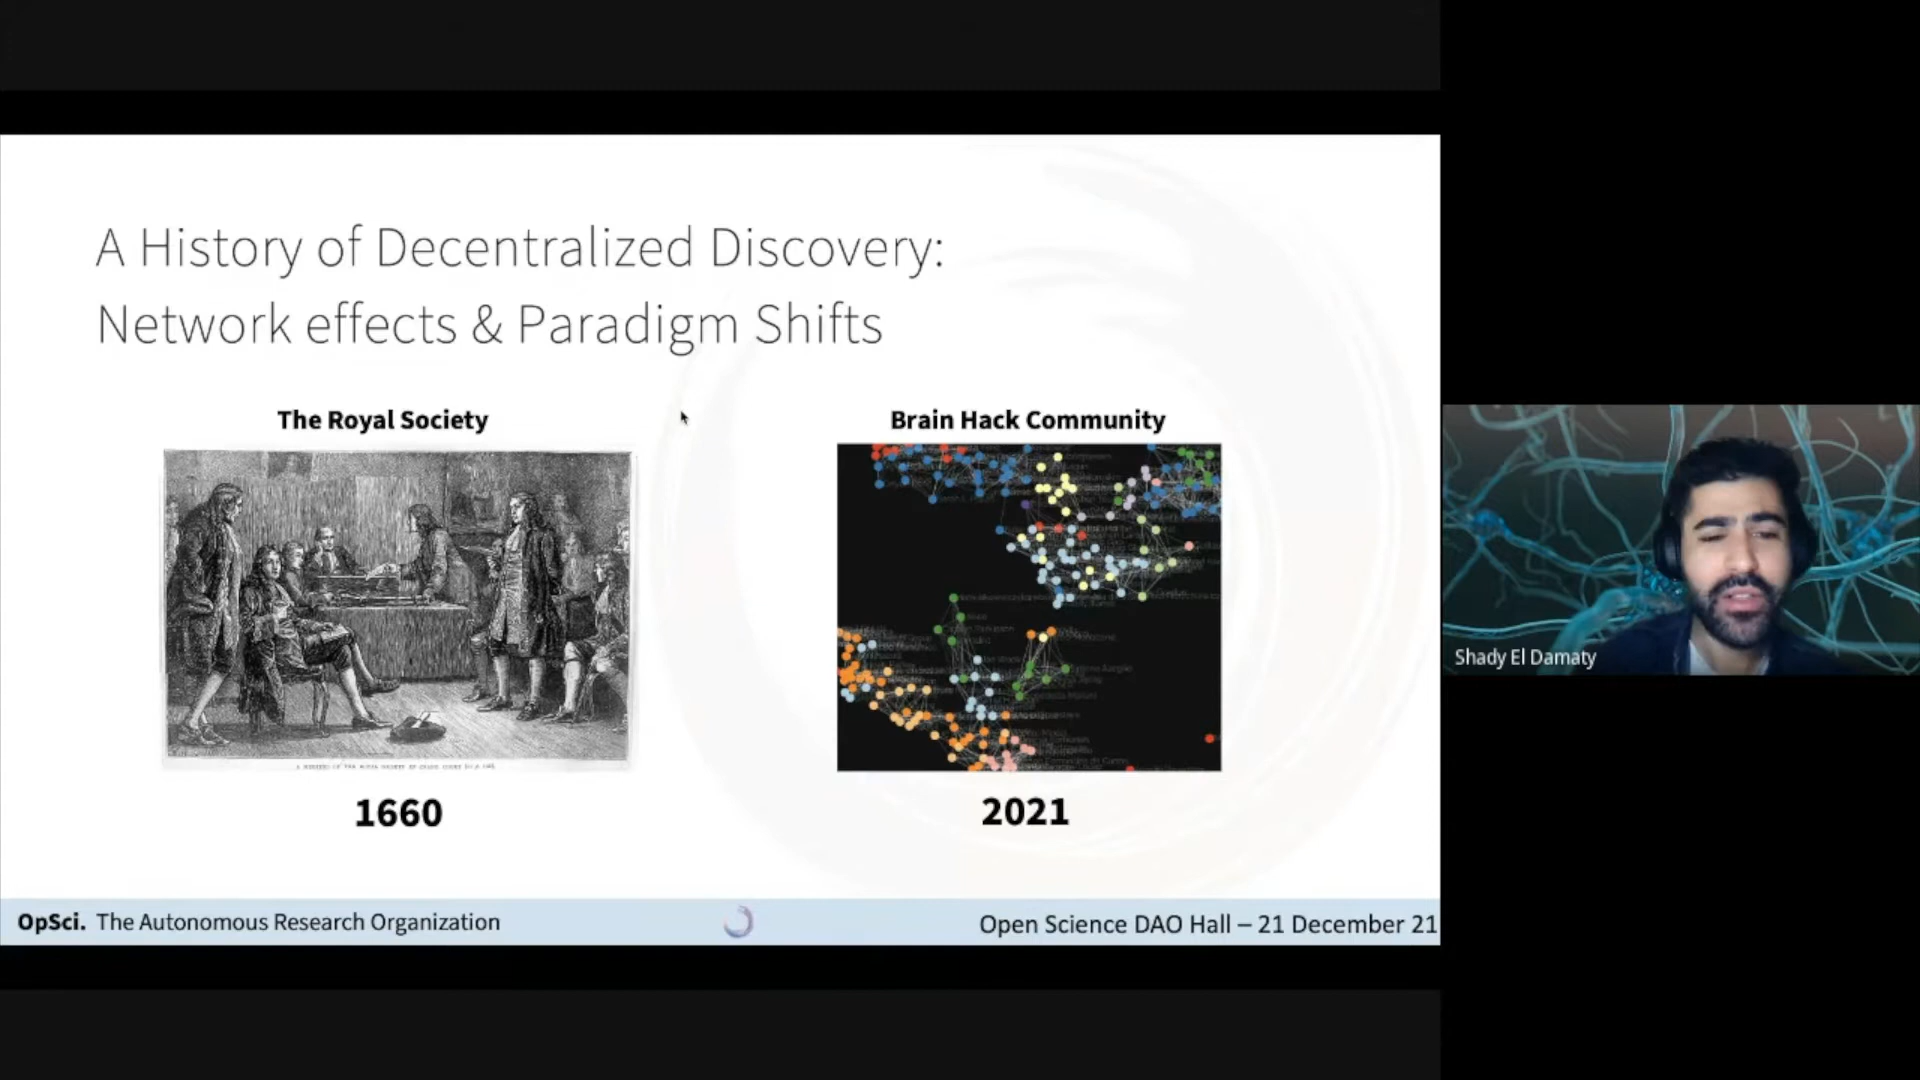 A History of Decentralized Discovery:
Network effects & Paradigm Shifts
The Royal Society
Brain Hack Community
1660
2021
Shady El Damaty
OpSci. The Autonomous Research Organization
Open Science DAO Hall – 21 December 21